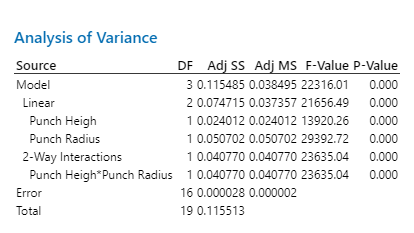 Analysis of Variance
Source DF Adj SS Adj MS F-Value P-Value
Model 3 0.115485 0.038495 22316.01 0.000
Linear 2 0.074715 0.037357 21656.49 0.000
Punch Heigh 1 0.024012 0.024012 13920.26 0.000
Punch Radius 1 0.050702 0.050702 29392.72 0.000
2-Way Interactions 1 0.040770 0.040770 23635.04 0.000
Punch Heigh*Punch Radius 1 0.040770 0.040770 23635.04 0.000
Error 16 0.000028 0.000002
Total 19 0.115513